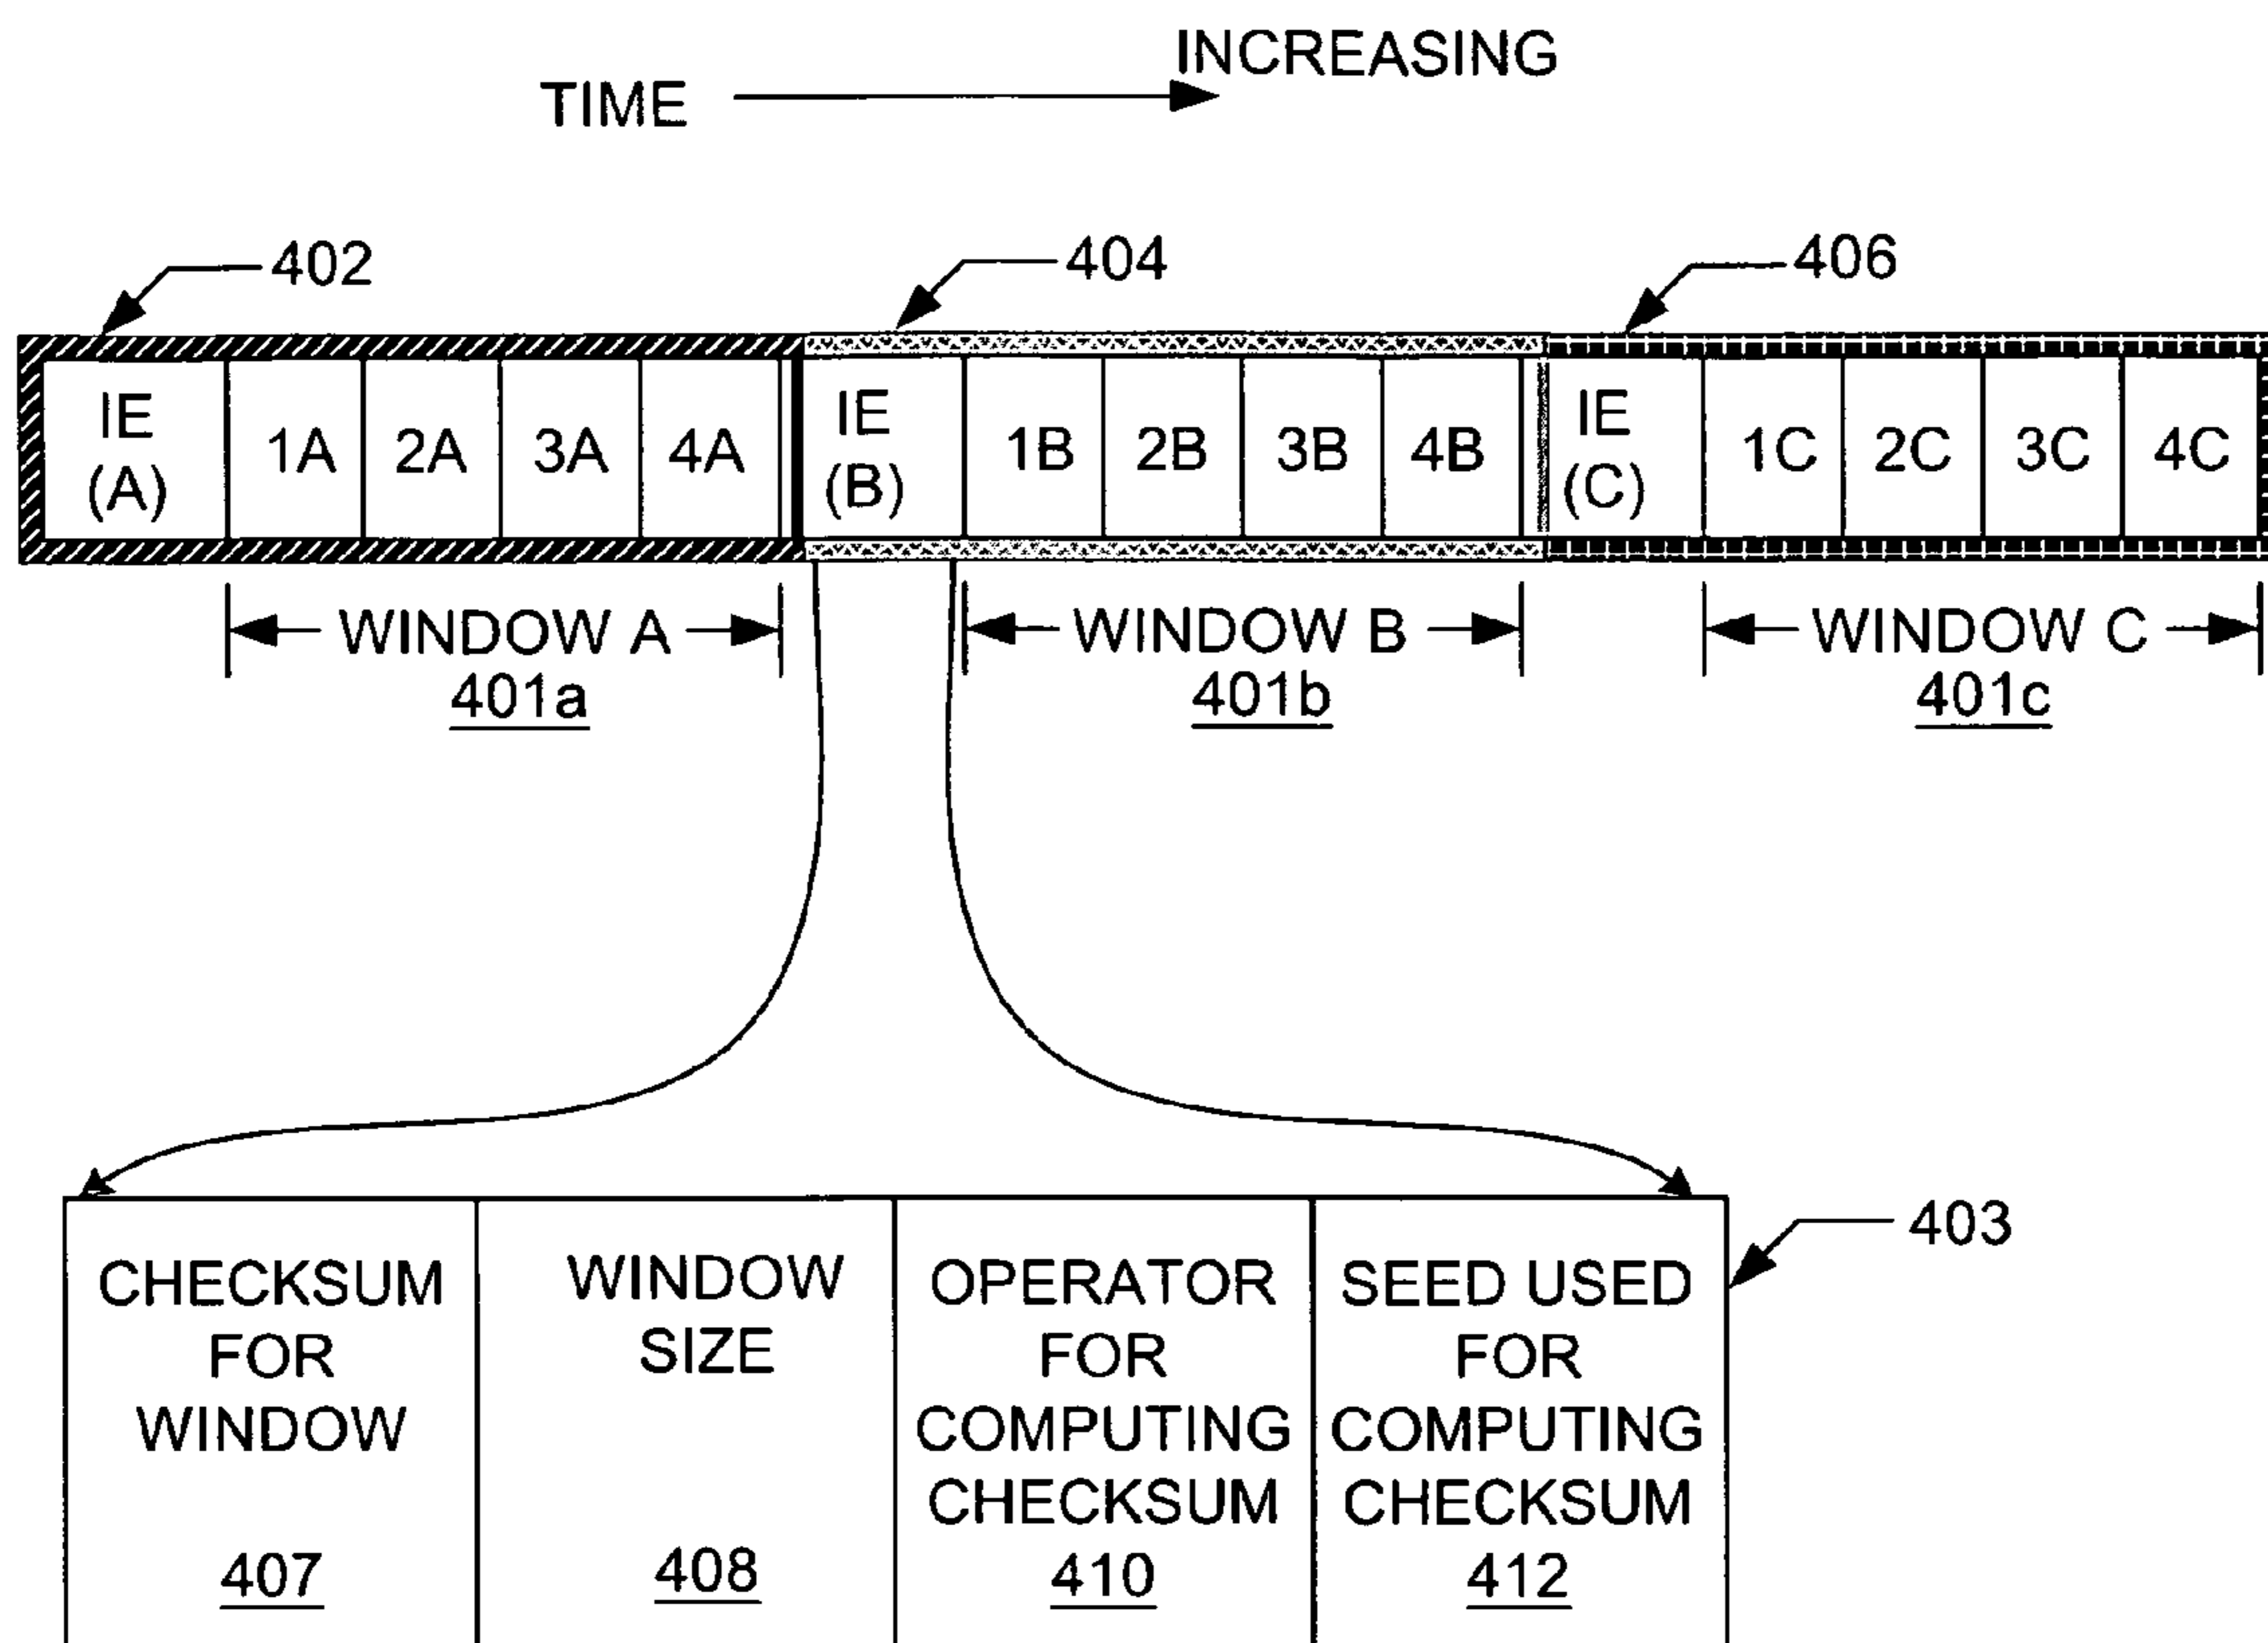 TIME
INCREASING
402
404
406
IE
(A)
1A
2A
3A
4A
IE
(B)
1B
2B
3B
4B
IE
(C)
1C
2C
3C
4C
WINDOW A
401a
WINDOW B
401b
WINDOW C
401c
403
CHECKSUM
FOR
WINDOW
407
WINDOW
SIZE
408
OPERATOR
FOR
COMPUTING
CHECKSUM
410
SEED USED
FOR
COMPUTING
CHECKSUM
412